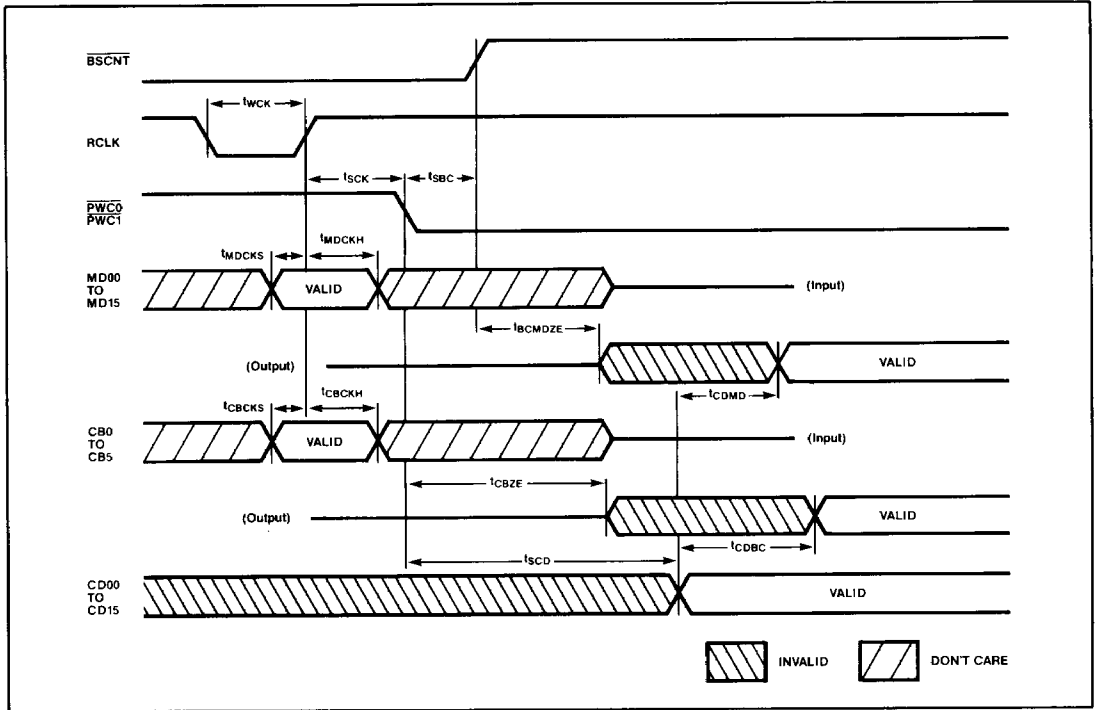 BSCNT
tWCK
RCLK
tSCK
tSBC
PWC0
PWC1
tMDCKS
tMDCKH
MD00
TO
MD15
VALID
(Input)
tBCMDZE
(Output)
VALID
tCDMD
tCBCKS
tCBCKH
CB0
TO
CB5
VALID
(Input)
tCBZE
(Output)
VALID
tCDBC
tSCD
CD00
TO
CD15
VALID
INVALID
DON'T CARE